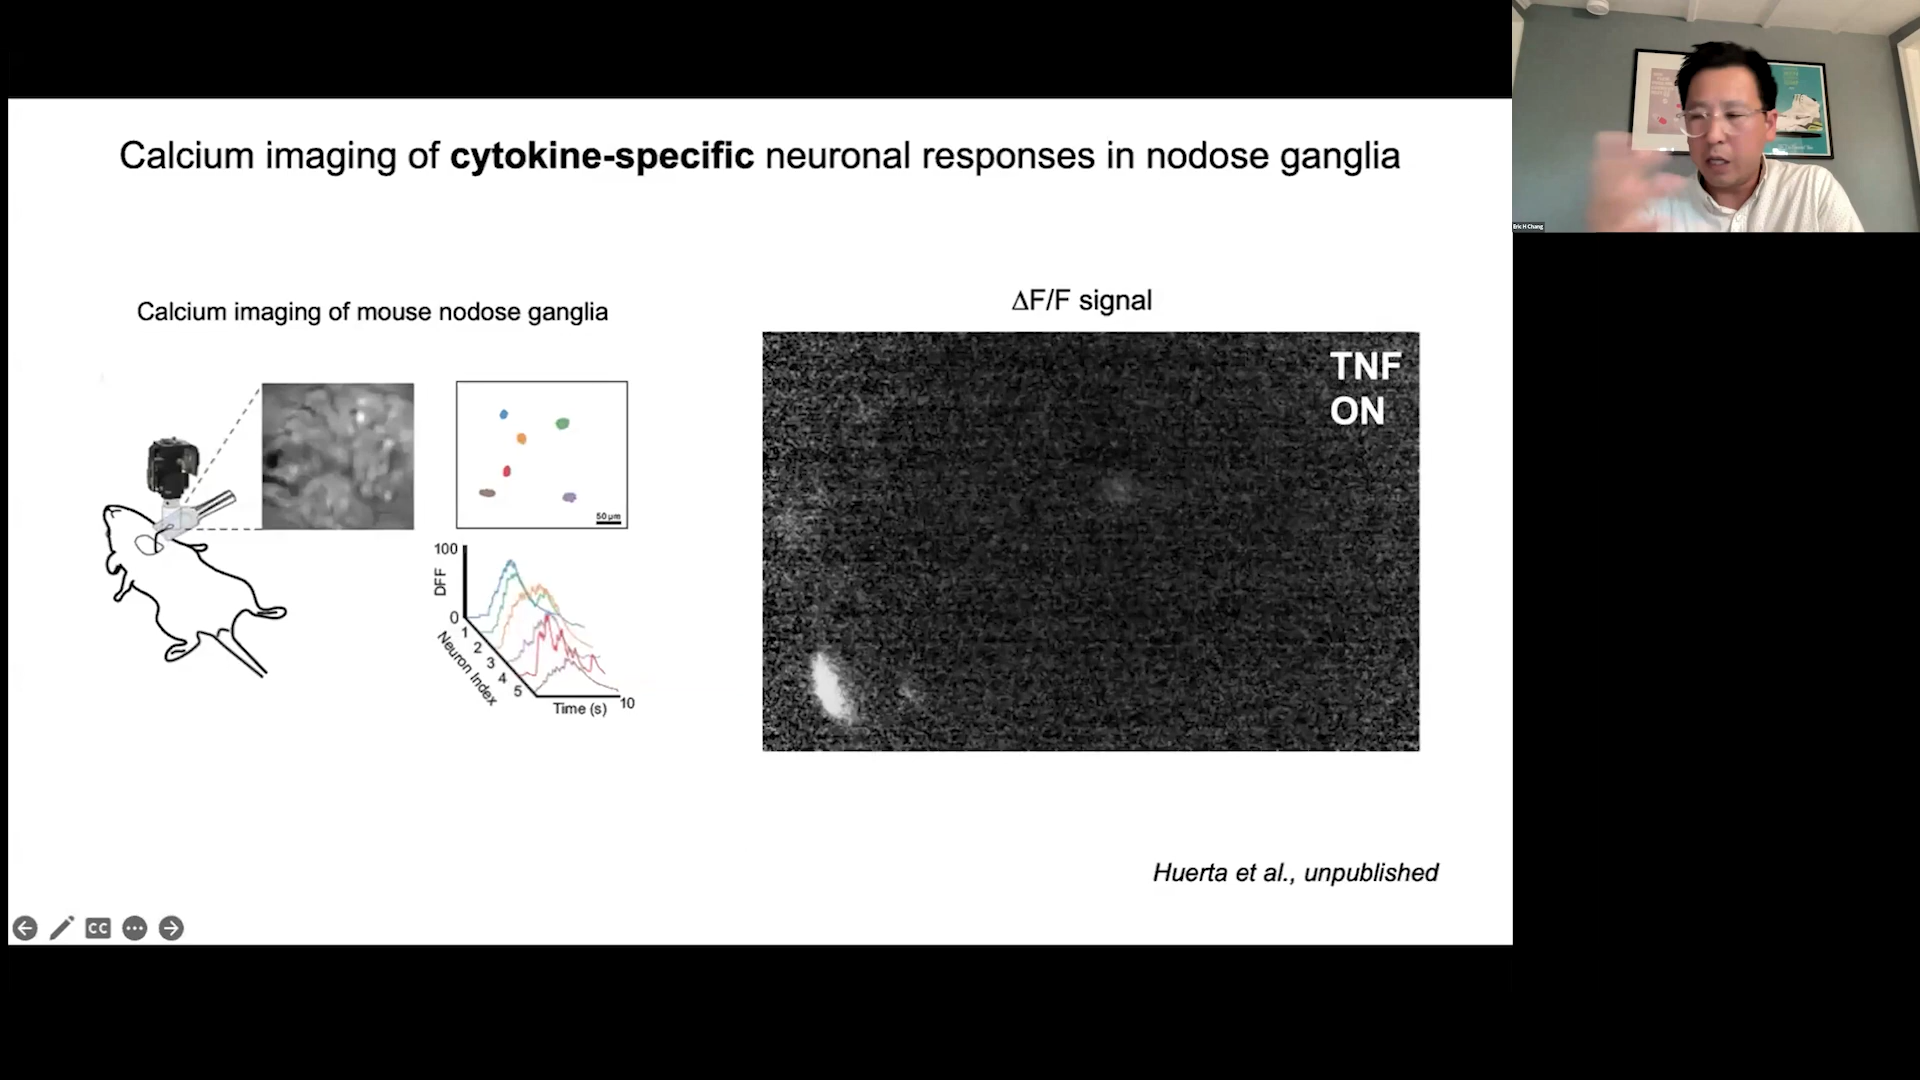 Calcium imaging of cytokine-specific neuronal responses in nodose ganglia
Calcium imaging of mouse nodose ganglia
50 µm
100
DFF
0
1
2
3
4
5
Neuron Index
Time (s)
10
ΔF/F signal
TNF
ON
Huerta et al., unpublished
CC
Eric H Chang